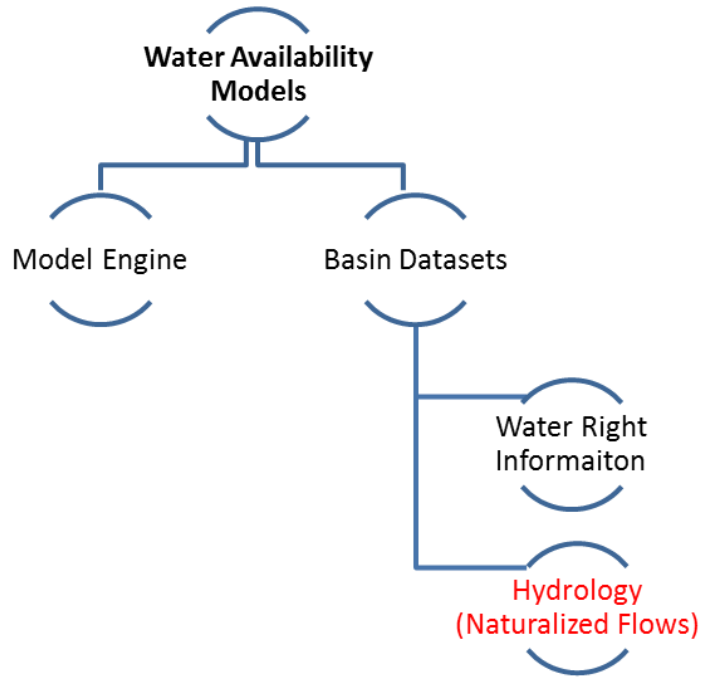 Water Availability
Models
Model Engine
Basin Datasets
Water Right
Informaiton
Hydrology
(Naturalized Flows)